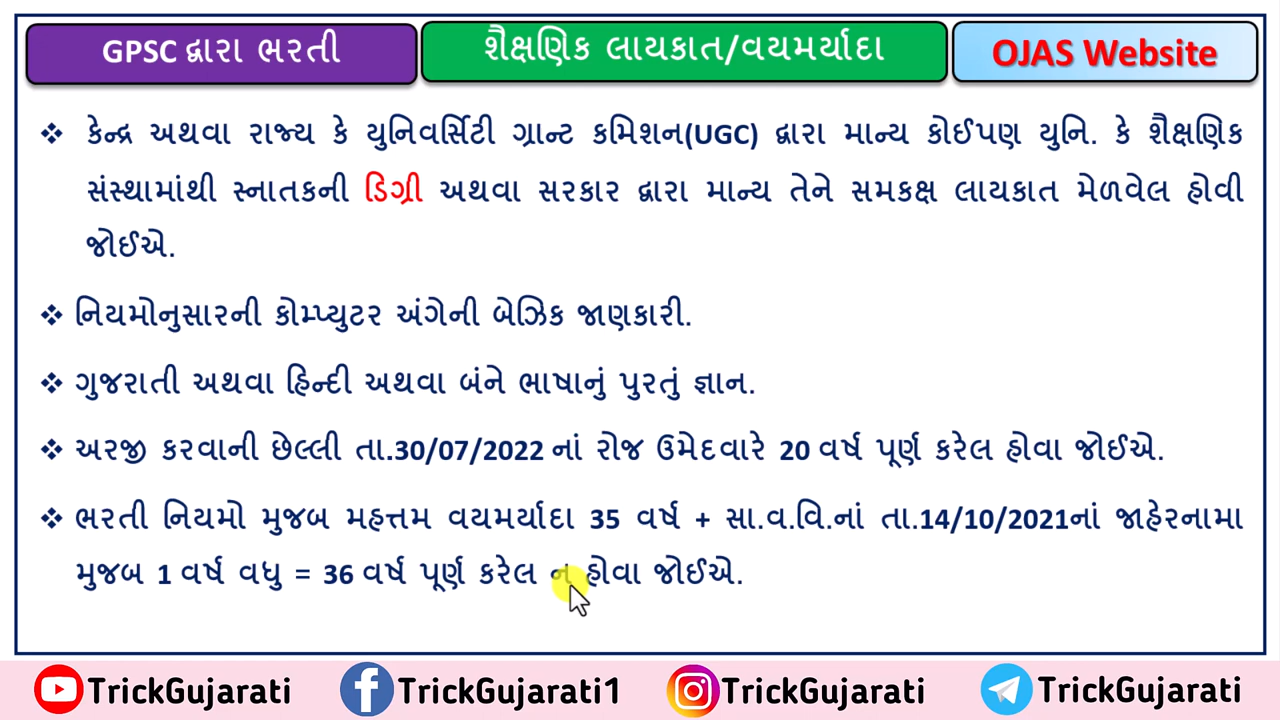 GPSC દ્વારા ભરતી
શૈક્ષણિક લાયકાત/વયમર્યાદા
OJAS Website
❖ કેન્દ્ર અથવા રાજ્ય કે યુનિવર્સિટી ગ્રાન્ટ કમિશન(UGC) દ્વારા માન્ય કોઈપણ યુનિ. કે શૈક્ષણિક
સંસ્થામાંથી સ્નાતકની ડિગ્રી અથવા સરકાર દ્વારા માન્ય તેને સમકક્ષ લાયકાત મેળવેલ હોવી
જોઈએ.
❖ નિયમોનુસારની કોમ્પ્યુટર અંગેની બેઝિક જાણકારી.
❖ ગુજરાતી અથવા હિન્દી અથવા બંને ભાષાનું પુરતું જ્ઞાન.
❖ અરજી કરવાની છેલ્લી તા.30/07/2022 નાં રોજ ઉમેદવારે 20 વર્ષ પૂર્ણ કરેલ હોવા જોઈએ.
❖ ભરતી નિયમો મુજબ મહત્તમ વયમર્યાદા 35 વર્ષ + સા.વ.વિ.નાં તા.14/10/2021નાં જાહેરનામા
મુજબ 1 વર્ષ વધુ = 36 વર્ષ પૂર્ણ કરેલ ન હોવા જોઈએ.
TrickGujarati
TrickGujarati1
TrickGujarati
TrickGujarati